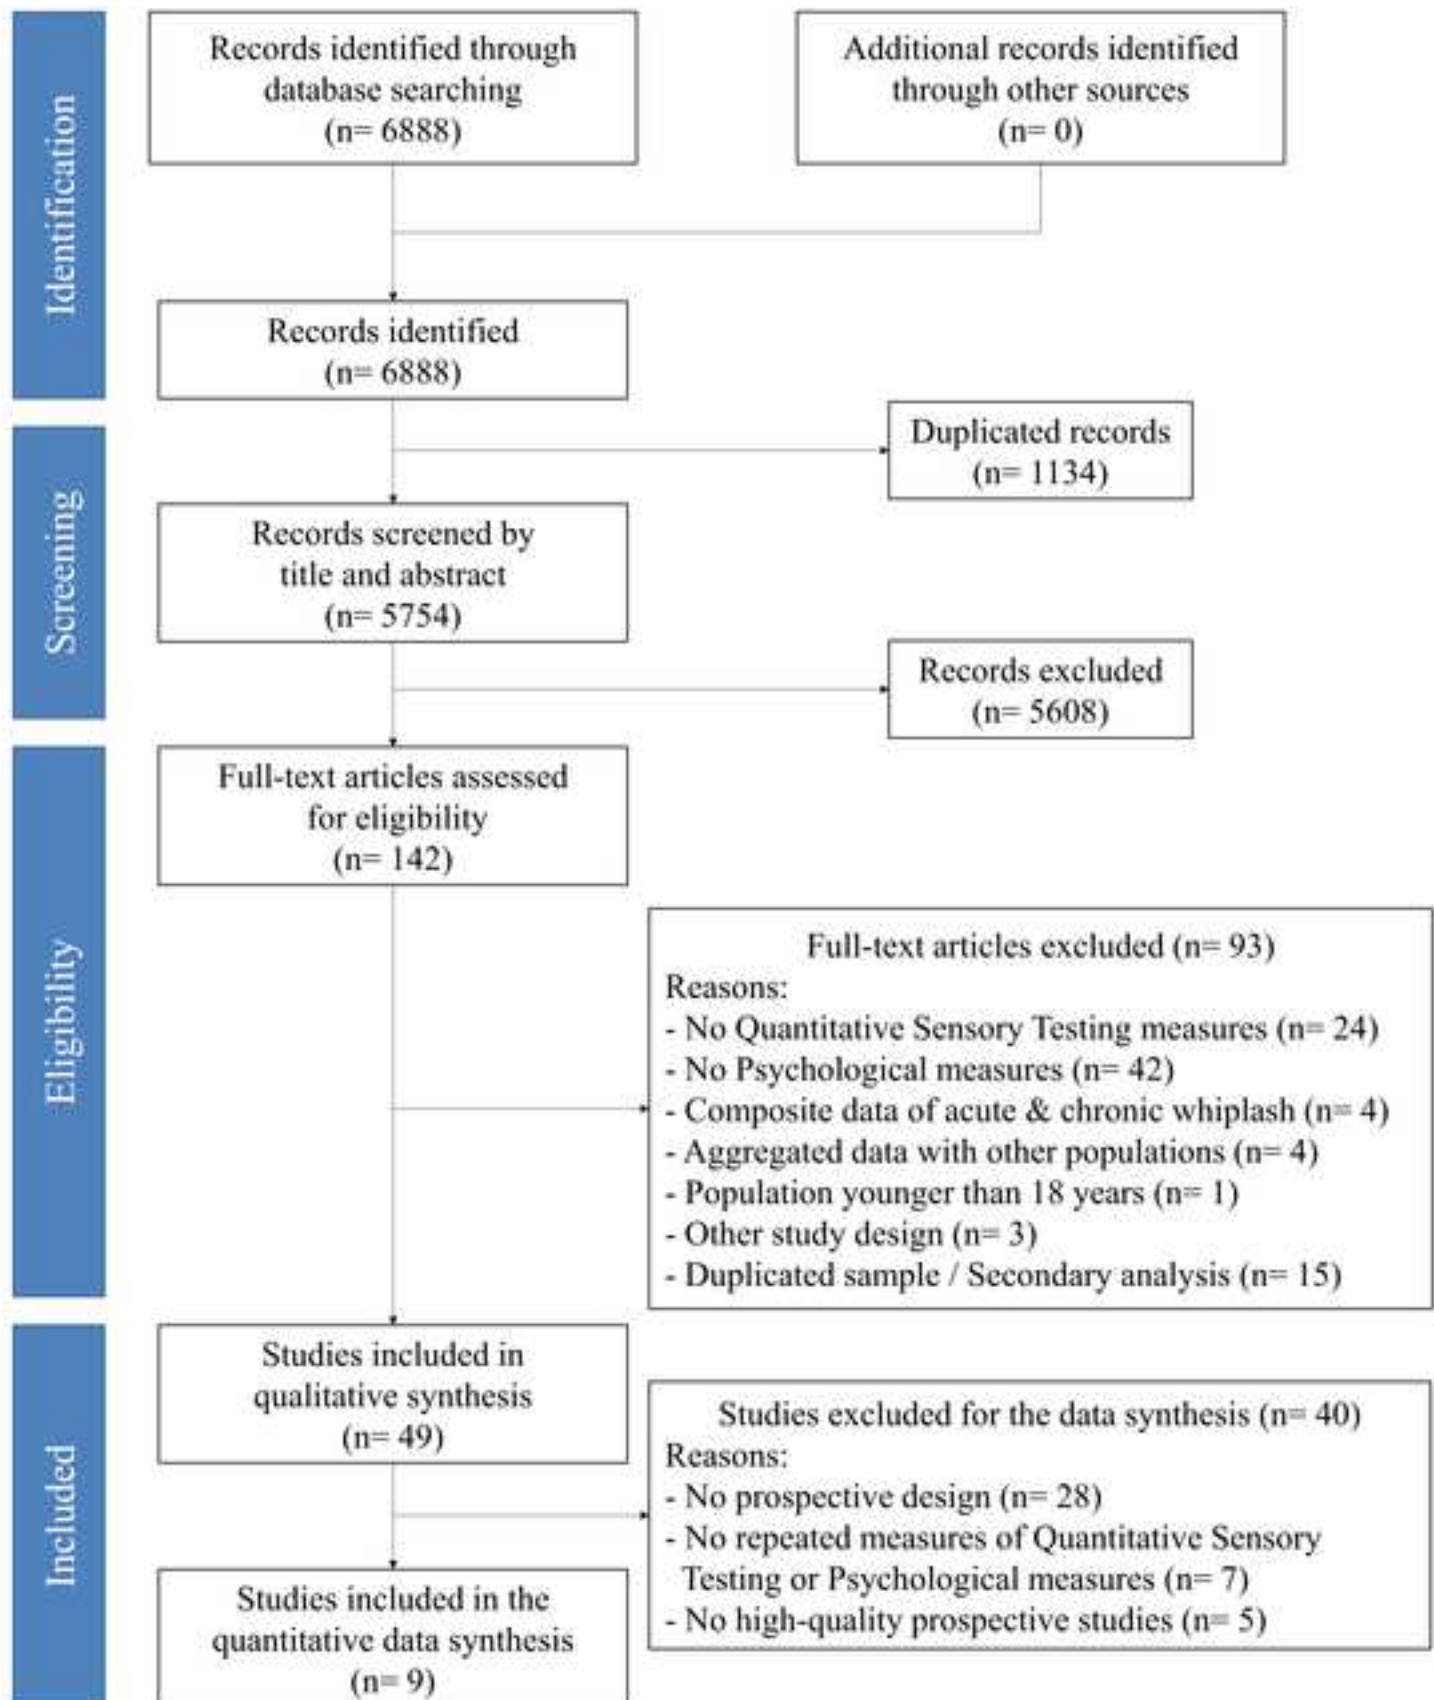 Identification
Records identified through
database searching
(n= 6888)
Additional records identified
through other sources
(n= 0)
Records identified
(n= 6888)
Screening
Duplicated records
(n= 1134)
Records screened by
title and abstract
(n= 5754)
Records excluded
(n= 5608)
Eligibility
Full-text articles assessed
for eligibility
(n= 142)
Full-text articles excluded (n= 93)
Reasons:
- No Quantitative Sensory Testing measures (n= 24)
- No Psychological measures (n= 42)
- Composite data of acute & chronic whiplash (n= 4)
- Aggregated data with other populations (n= 4)
- Population younger than 18 years (n= 1)
- Other study design (n= 3)
- Duplicated sample / Secondary analysis (n= 15)
Included
Studies included in
qualitative synthesis
(n= 49)
Studies excluded for the data synthesis (n= 40)
Reasons:
- No prospective design (n= 28)
- No repeated measures of Quantitative Sensory
Testing or Psychological measures (n= 7)
- No high-quality prospective studies (n= 5)
Studies included in the
quantitative data synthesis
(n= 9)